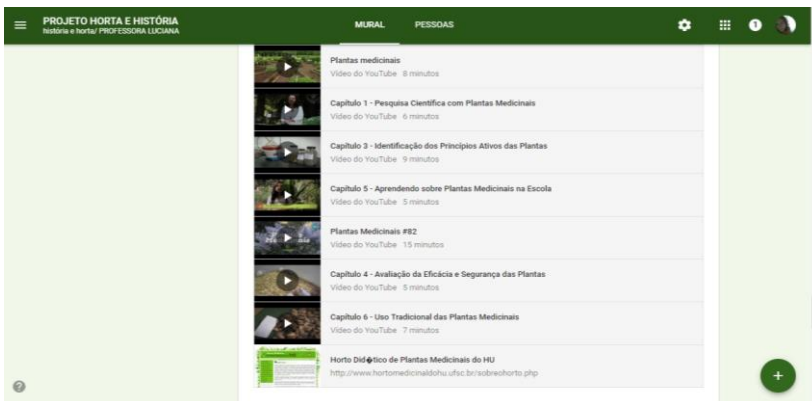 PROJETO HORTA E HISTÓRIA
história e horta/ PROFESSORA LUCIANA
MURAL PESSOAS
1
Plantas medicinais
Vídeo do YouTube 8 minutos
Capítulo 1 - Pesquisa Científica com Plantas Medicinais
Vídeo do YouTube 6 minutos
Capítulo 3 - Identificação dos Princípios Ativos das Plantas
Vídeo do YouTube 9 minutos
Capítulo 5 - Aprendendo sobre Plantas Medicinais na Escola
Vídeo do YouTube 5 minutos
Plantas Medicinais #82
Vídeo do YouTube 15 minutos
Capítulo 4 - Avaliação da Eficácia e Segurança das Plantas
Vídeo do YouTube 5 minutos
Capítulo 6 - Uso Tradicional das Plantas Medicinais
Vídeo do YouTube 7 minutos
Horto Did�tico de Plantas Medicinais do HU
http://www.hortomedicinaldohu.ufsc.br/sobreohorto.php
?
+